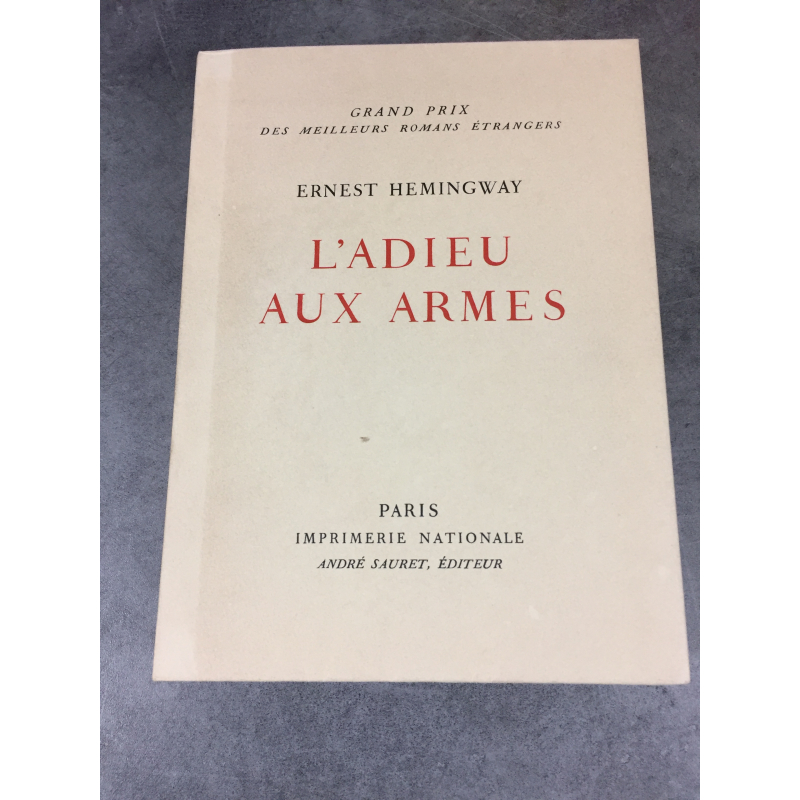 GRAND PRIX
DES MEILLEURS ROMANS ÉTRANGERS
ERNEST HEMINGWAY
L'ADIEU
AUX ARMES
PARIS
IMPRIMERIE NATIONALE
ANDRÉ SAURET, ÉDITEUR